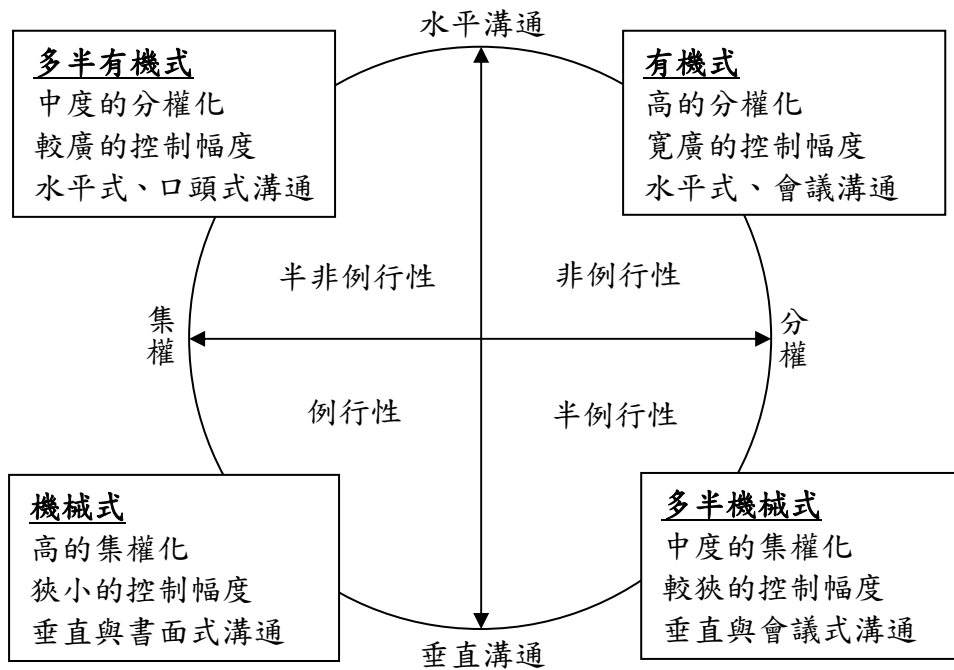 水平溝通
多半有機式
中度的分權化
較廣的控制幅度
水平式、口頭式溝通
有機式
高的分權化
寬廣的控制幅度
水平式、會議溝通
半非例行性
非例行性
集權
分權
例行性
半例行性
機械式
高的集權化
狹小的控制幅度
垂直與書面式溝通
多半機械式
中度的集權化
較狹的控制幅度
垂直與會議式溝通
垂直溝通